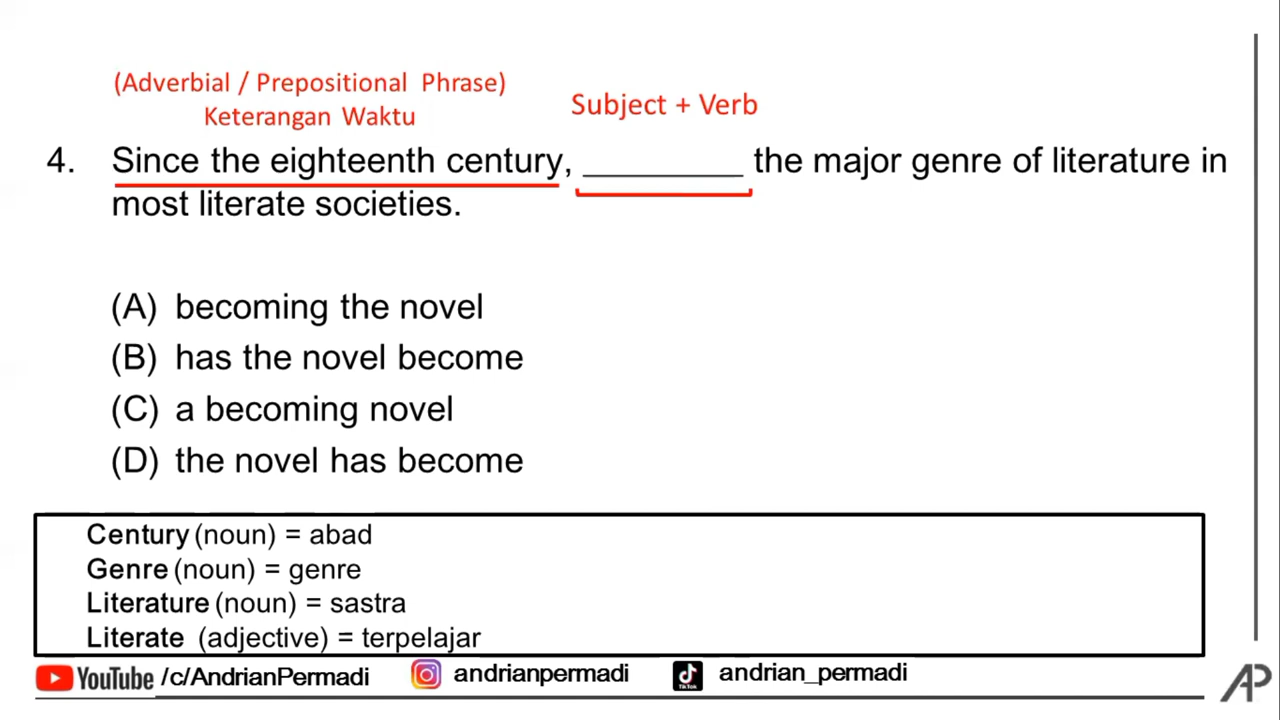 (Adverbial / Prepositional Phrase)
Keterangan Waktu
Subject + Verb
4. Since the eighteenth century, _________ the major genre of literature in
most literate societies.
(A) becoming the novel
(B) has the novel become
(C) a becoming novel
(D) the novel has become
Century (noun) = abad
Genre (noun) = genre
Literature (noun) = sastra
Literate (adjective) = terpelajar
YouTube /c/AndrianPermadi andrianpermadi TikTok andrian_permadi
AP